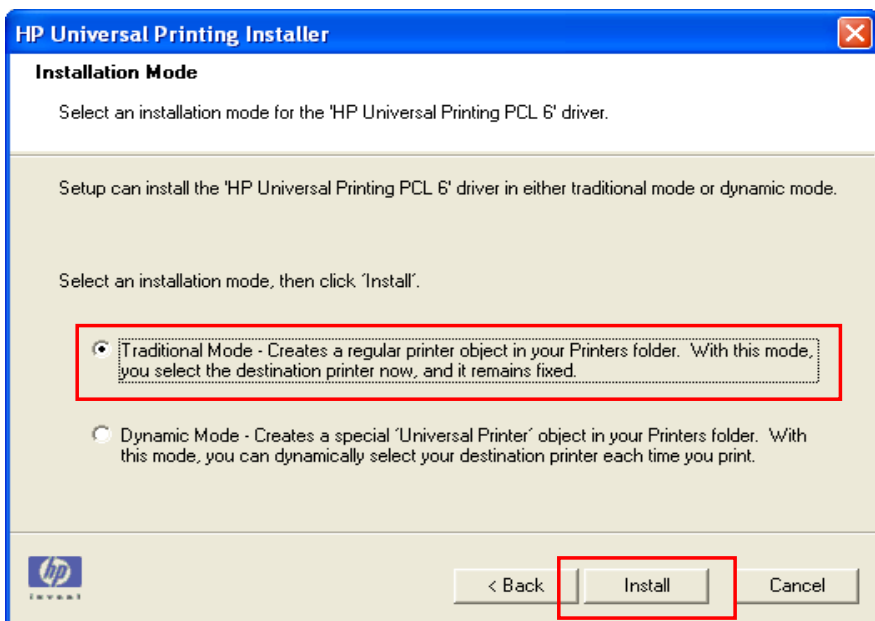 HP Universal Printing Installer
Installation Mode
Select an installation mode for the 'HP Universal Printing PCL 6' driver.
Setup can install the 'HP Universal Printing PCL 6' driver in either traditional mode or dynamic mode.
Select an installation mode, then click 'Install'.
Traditional Mode - Creates a regular printer object in your Printers folder.  With this mode,
you select the destination printer now, and it remains fixed.
Dynamic Mode - Creates a special 'Universal Printer' object in your Printers folder.  With
this mode, you can dynamically select your destination printer each time you print.
hp
invent
< Back
Install
Cancel